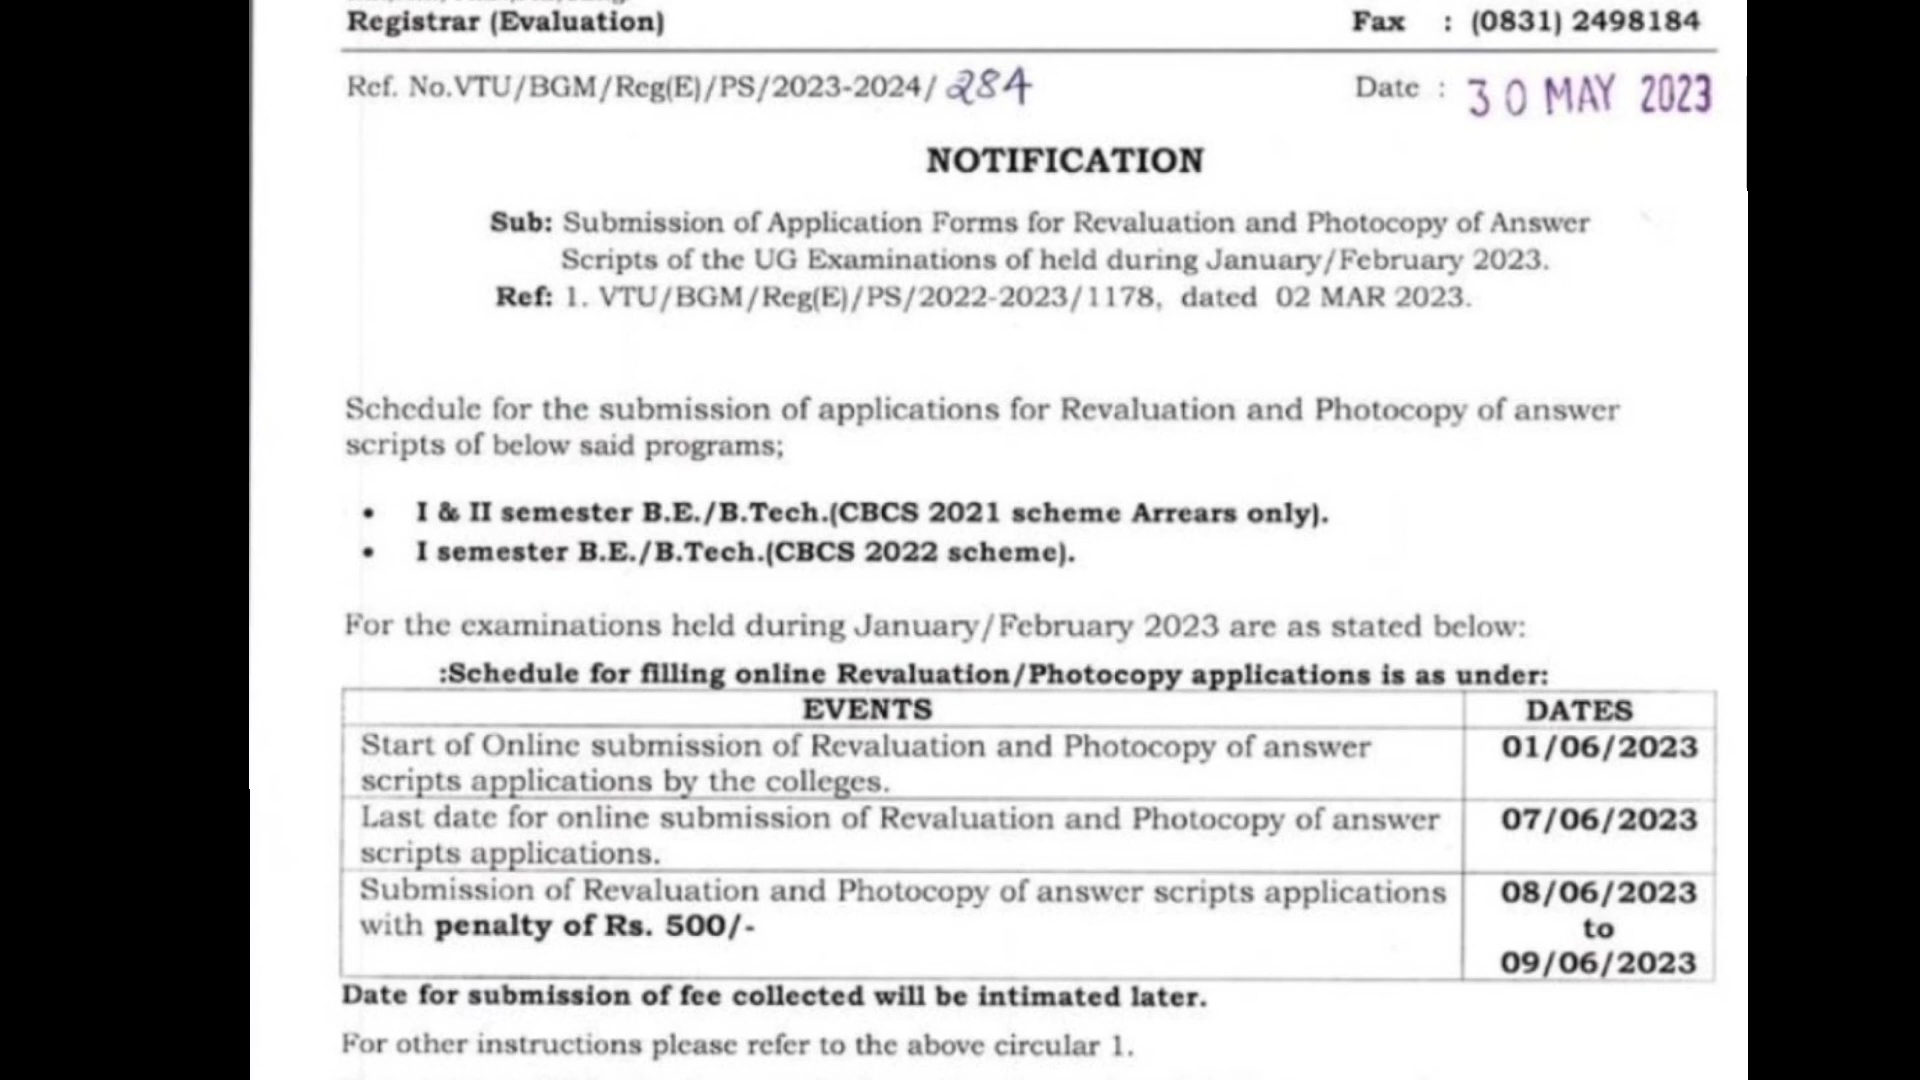 Registrar (Evaluation) Fax : (0831) 2498184
Ref. No.VTU/BGM/Reg(E)/PS/2023-2024/ 284 Date : 30 MAY 2023
NOTIFICATION
Sub: Submission of Application Forms for Revaluation and Photocopy of Answer
Scripts of the UG Examinations of held during January/February 2023.
Ref: 1. VTU/BGM/Reg(E)/PS/2022-2023/1178, dated 02 MAR 2023.
Schedule for the submission of applications for Revaluation and Photocopy of answer
scripts of below said programs;
• I & II semester B.E./B.Tech.(CBCS 2021 scheme Arrears only).
• I semester B.E./B.Tech.(CBCS 2022 scheme).
For the examinations held during January/February 2023 are as stated below:
:Schedule for filling online Revaluation/Photocopy applications is as under:
EVENTS DATES
Start of Online submission of Revaluation and Photocopy of answer 01/06/2023
scripts applications by the colleges.
Last date for online submission of Revaluation and Photocopy of answer 07/06/2023
scripts applications.
Submission of Revaluation and Photocopy of answer scripts applications 08/06/2023
with penalty of Rs. 500/- to
09/06/2023
Date for submission of fee collected will be intimated later.
For other instructions please refer to the above circular 1.